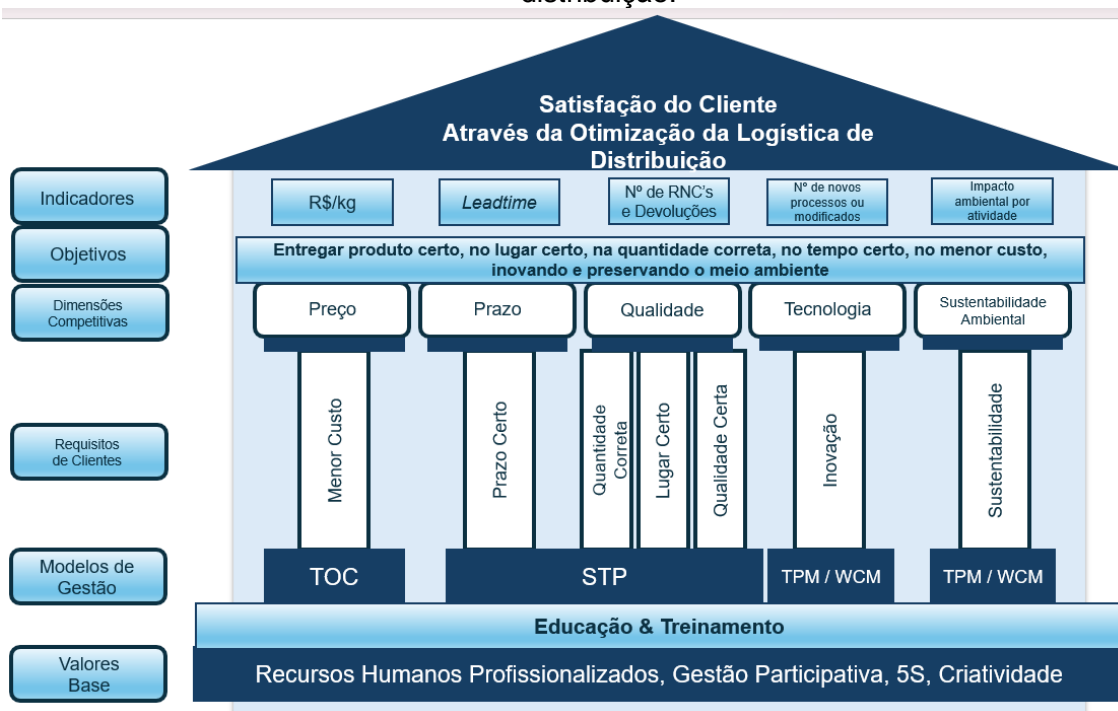 distribuição.
Satisfação do Cliente
Através da Otimização da Logística de
Distribuição
Indicadores
R$/kg
Leadtime
Nº de RNC's
e Devoluções
Nº de novos
processos ou
modificados
Impacto
ambiental por
atividade
Objetivos
Entregar produto certo, no lugar certo, na quantidade correta, no tempo certo, no menor custo,
inovando e preservando o meio ambiente
Dimensões
Competitivas
Preço
Prazo
Qualidade
Tecnologia
Sustentabilidade
Ambiental
Requisitos
de Clientes
Menor Custo
Prazo Certo
Quantidade
Correta
Lugar Certo
Qualidade Certa
Inovação
Sustentabilidade
Modelos de
Gestão
TOC
STP
TPM / WCM
TPM / WCM
Educação & Treinamento
Valores
Base
Recursos Humanos Profissionalizados, Gestão Participativa, 5S, Criatividade